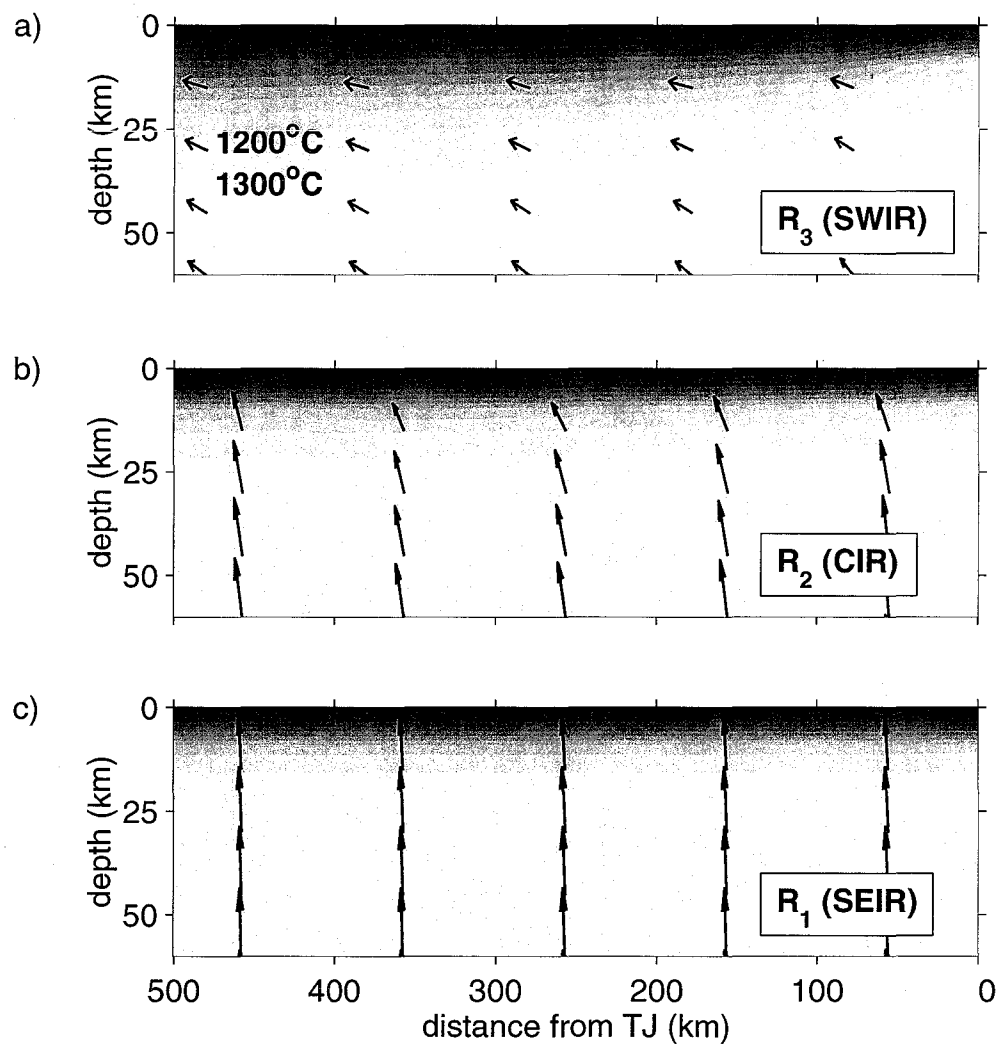 a)
0
25
50
depth (km)
1200°C
1300°C
R3 (SWIR)
b)
0
25
50
depth (km)
R2 (CIR)
c)
0
25
50
depth (km)
R1 (SEIR)
500 400 300 200 100 0
distance from TJ (km)